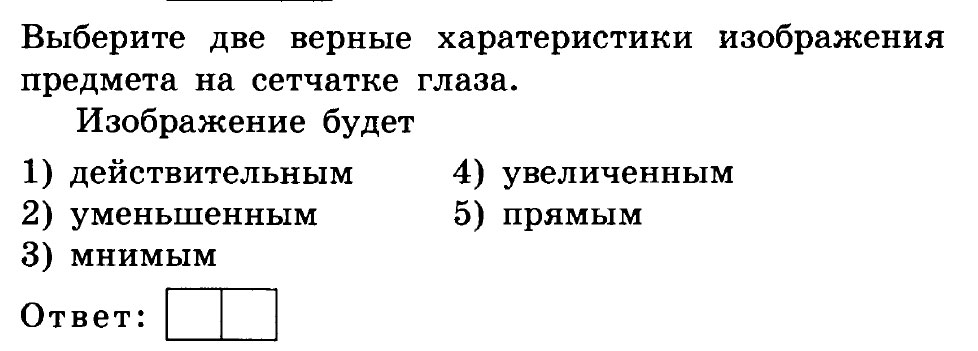 Выберите две верные харатеристики изображения
предмета на сетчатке глаза.
Изображение будет
1) действительным
2) уменьшенным
3) мнимым
4) увеличенным
5) прямым
Ответ: